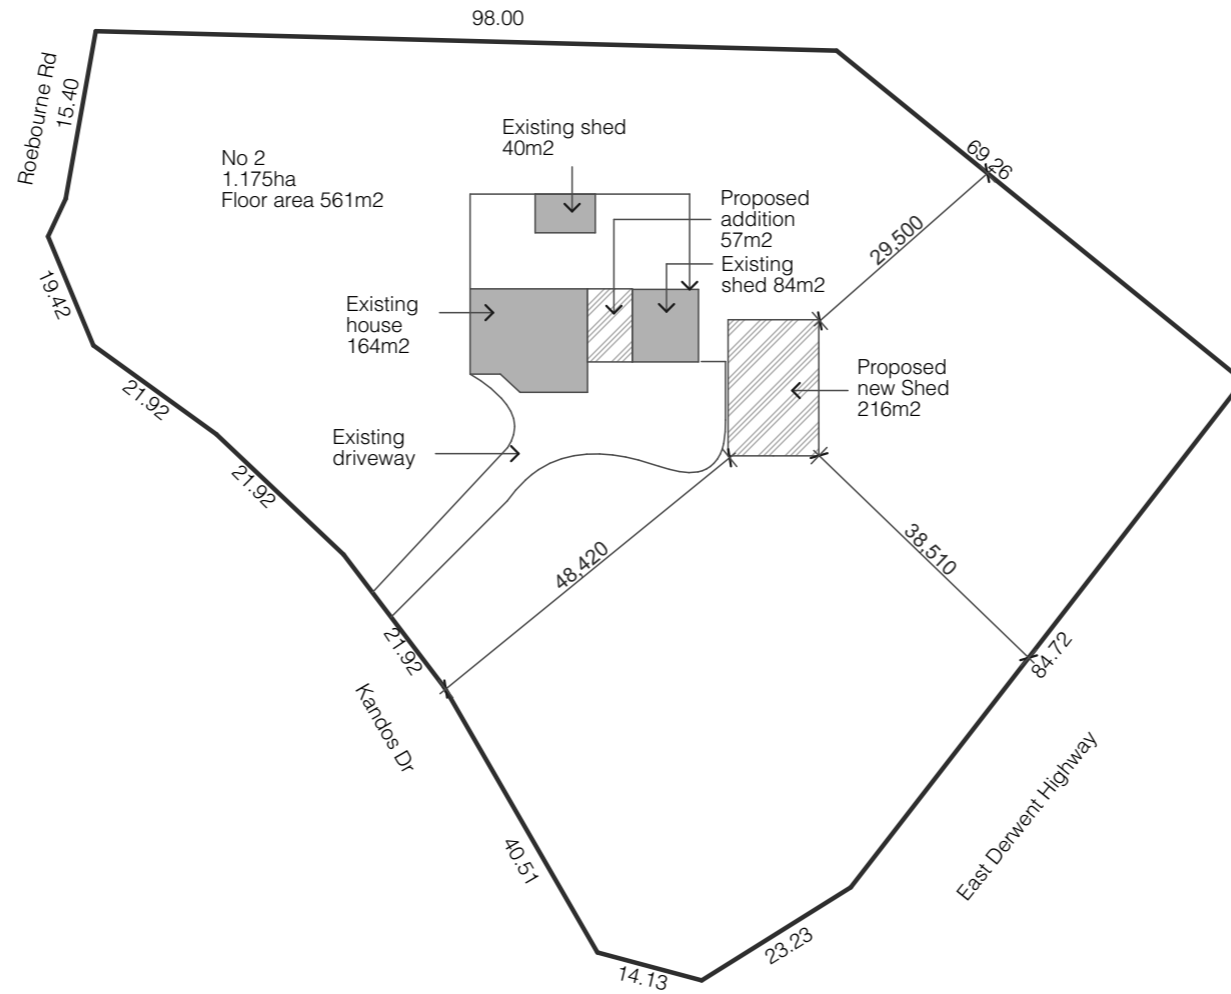 98.00
Roebourne Rd
15.40
No 2
1.175ha
Floor area 561m2
Existing shed
40m2
Proposed
addition
57m2
Existing
shed 84m2
69.26
29,500
19.42
Existing
house
164m2
Proposed
new Shed
216m2
21.92
Existing
driveway
21.92
48,420
38,510
21.92
84.72
Kandos Dr
East Derwent Highway
40.51
23.23
14.13